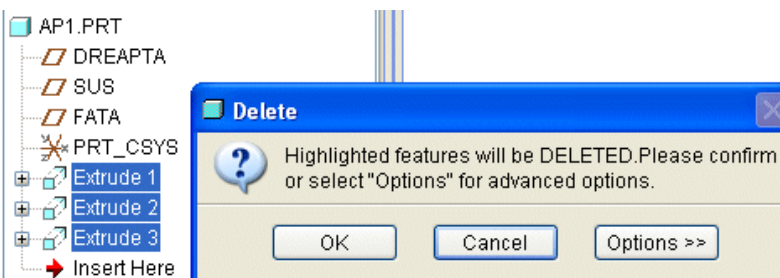 AP1.PRT
DREAPTA
SUS
FATA
PRT_CSYS
Extrude 1
Extrude 2
Extrude 3
Insert Here
Delete
Highlighted features will be DELETED.Please confirm
or select "Options" for advanced options.
OK
Cancel
Options >>